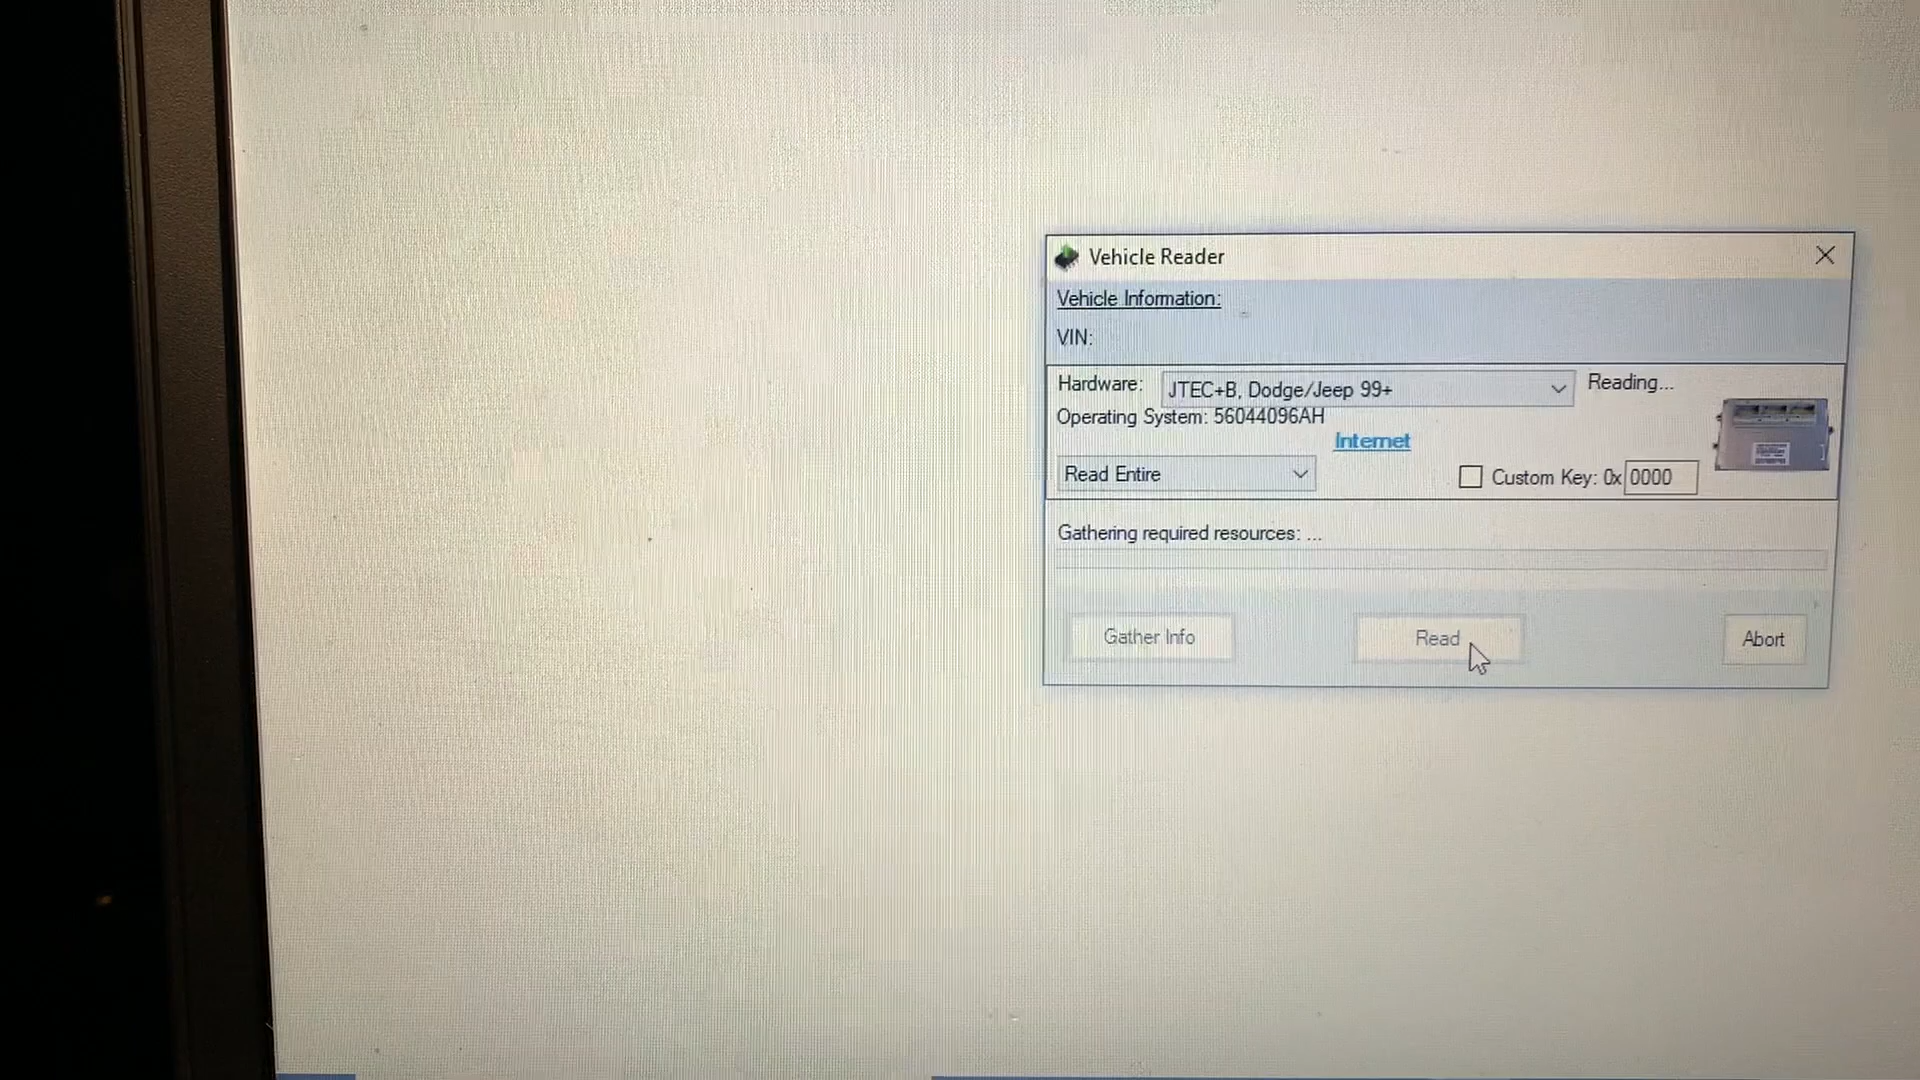 Vehicle Reader
Vehicle Information:
VIN:
Hardware: JTEC+B, Dodge/Jeep 99+ Reading...
Operating System: 56044096AH
Internet
Read Entire Custom Key: 0x 0000
Gathering required resources: ...
Gather Info Read Abort